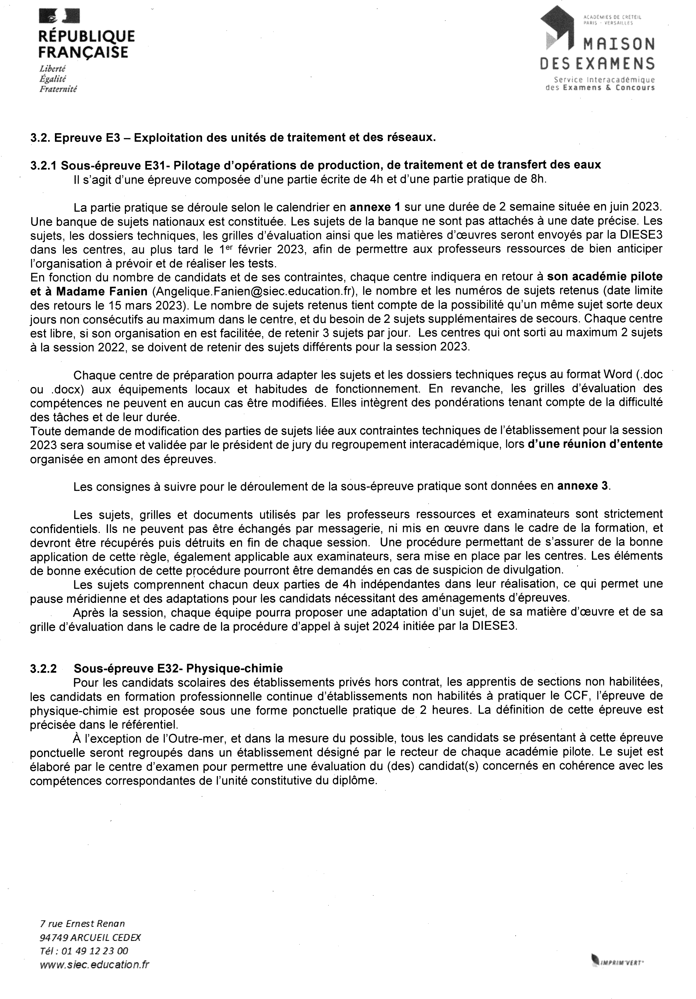 RÉPUBLIQUE
FRANÇAISE
Liberté
Égalité
Fraternité
ACADÉMIES DE CRÉTEIL
PARIS - VERSAILLES
MAISON
DES EXAMENS
Service Interacadémique
des Examens & Concours
3.2. Epreuve E3 – Exploitation des unités de traitement et des réseaux.
3.2.1 Sous-épreuve E31- Pilotage d'opérations de production, de traitement et de transfert des eaux
Il s'agit d'une épreuve composée d'une partie écrite de 4h et d'une partie pratique de 8h.
La partie pratique se déroule selon le calendrier en annexe 1 sur une durée de 2 semaine située en juin 2023.
Une banque de sujets nationaux est constituée. Les sujets de la banque ne sont pas attachés à une date précise. Les
sujets, les dossiers techniques, les grilles d'évaluation ainsi que les matières d'œuvres seront envoyés par la DIESE3
dans les centres, au plus tard le 1er février 2023, afin de permettre aux professeurs ressources de bien anticiper
l'organisation à prévoir et de réaliser les tests.
En fonction du nombre de candidats et de ses contraintes, chaque centre indiquera en retour à son académie pilote
et à Madame Fanien (Angelique.Fanien@siec.education.fr), le nombre et les numéros de sujets retenus (date limite
des retours le 15 mars 2023). Le nombre de sujets retenus tient compte de la possibilité qu'un même sujet sorte deux
jours non consécutifs au maximum dans le centre, et du besoin de 2 sujets supplémentaires de secours. Chaque centre
est libre, si son organisation en est facilitée, de retenir 3 sujets par jour. Les centres qui ont sorti au maximum 2 sujets
à la session 2022, se doivent de retenir des sujets différents pour la session 2023.
Chaque centre de préparation pourra adapter les sujets et les dossiers techniques reçus au format Word (.doc
ou .docx) aux équipements locaux et habitudes de fonctionnement. En revanche, les grilles d'évaluation des
compétences ne peuvent en aucun cas être modifiées. Elles intègrent des pondérations tenant compte de la difficulté
des tâches et de leur durée.
Toute demande de modification des parties de sujets liée aux contraintes techniques de l'établissement pour la session
2023 sera soumise et validée par le président de jury du regroupement interacadémique, lors d'une réunion d'entente
organisée en amont des épreuves.
Les consignes à suivre pour le déroulement de la sous-épreuve pratique sont données en annexe 3.
Les sujets, grilles et documents utilisés par les professeurs ressources et examinateurs sont strictement
confidentiels. Ils ne peuvent pas être échangés par messagerie, ni mis en œuvre dans le cadre de la formation, et
devront être récupérés puis détruits en fin de chaque session. Une procédure permettant de s'assurer de la bonne
application de cette règle, également applicable aux examinateurs, sera mise en place par les centres. Les éléments
de bonne exécution de cette procédure pourront être demandés en cas de suspicion de divulgation.
Les sujets comprennent chacun deux parties de 4h indépendantes dans leur réalisation, ce qui permet une
pause méridienne et des adaptations pour les candidats nécessitant des aménagements d'épreuves.
Après la session, chaque équipe pourra proposer une adaptation d'un sujet, de sa matière d'œuvre et de sa
grille d'évaluation dans le cadre de la procédure d'appel à sujet 2024 initiée par la DIESE3.
3.2.2 Sous-épreuve E32- Physique-chimie
Pour les candidats scolaires des établissements privés hors contrat, les apprentis de sections non habilitées,
les candidats en formation professionnelle continue d'établissements non habilités à pratiquer le CCF, l'épreuve de
physique-chimie est proposée sous une forme ponctuelle pratique de 2 heures. La définition de cette épreuve est
précisée dans le référentiel.
À l'exception de l'Outre-mer, et dans la mesure du possible, tous les candidats se présentant à cette épreuve
ponctuelle seront regroupés dans un établissement désigné par le recteur de chaque académie pilote. Le sujet est
élaboré par le centre d'examen pour permettre une évaluation du (des) candidat(s) concernés en cohérence avec les
compétences correspondantes de l'unité constitutive du diplôme.
7 rue Ernest Renan
94749 ARCUEIL CEDEX
Tél : 01 49 12 23 00
www.siec.education.fr
IMPRIM'VERT®